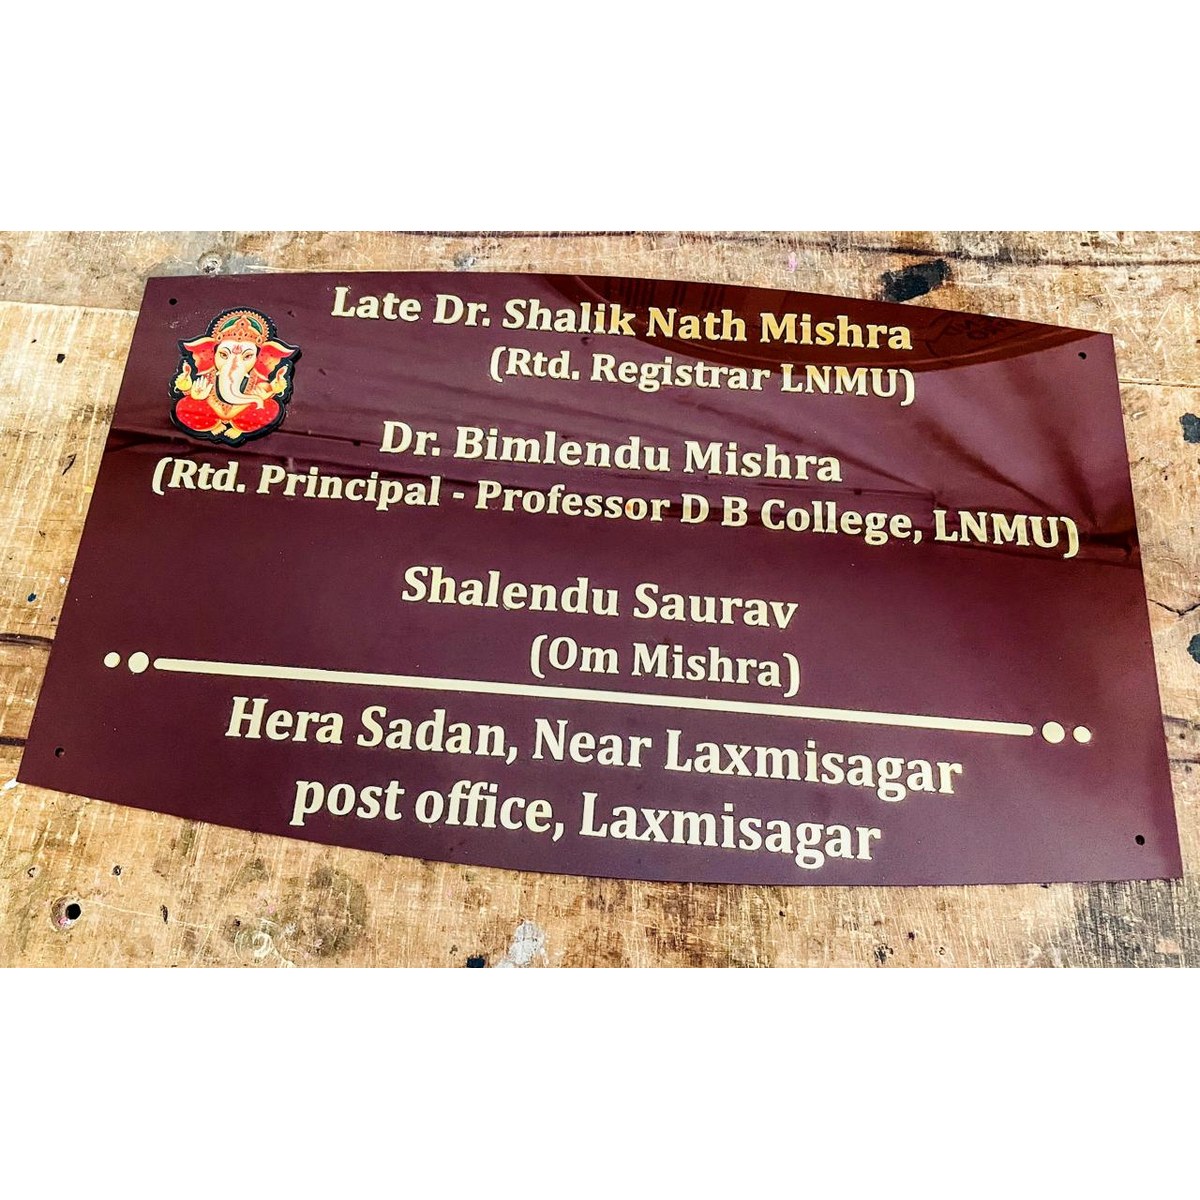 Late Dr. Shalik Nath Mishra
(Rtd. Registrar LNMU)
Dr. Bimlendu Mishra
(Rtd. Principal - Professor D B College, LNMU)
Shalendu Saurav
(Om Mishra)
Hera Sadan, Near Laxmisagar
post office, Laxmisagar